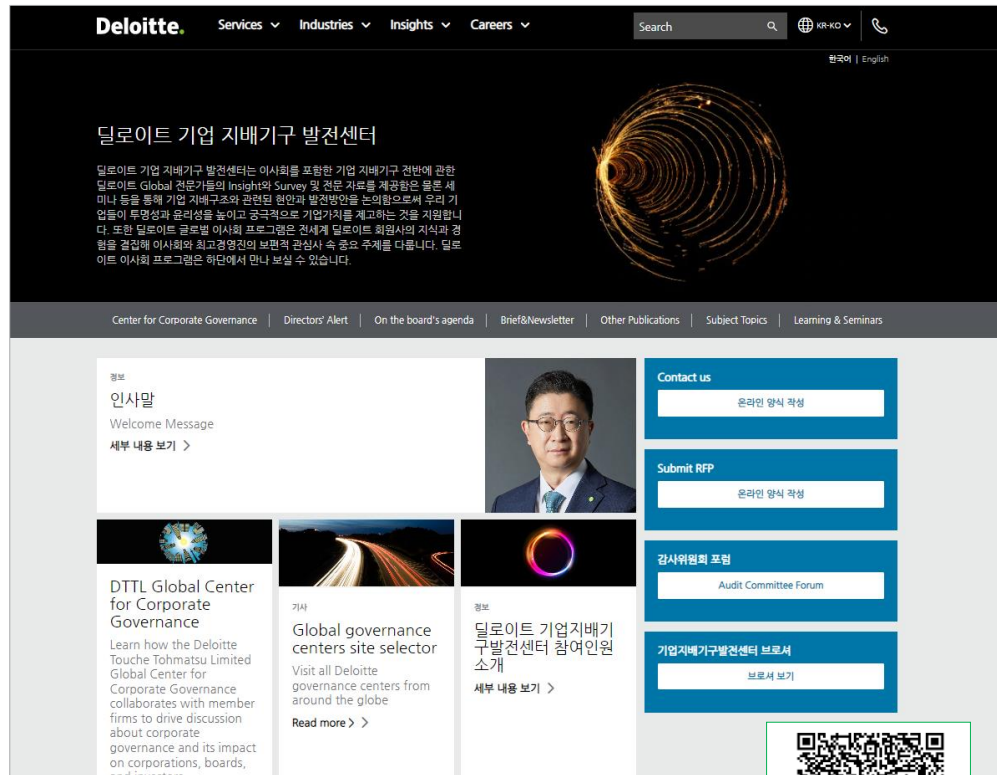 Deloitte.
Services
Industries
Insights
Careers
Search
KR-KO
한국어 | English
딜로이트 기업 지배기구 발전센터
딜로이트 기업 지배기구 발전센터는 이사회를 포함한 기업 지배기구 전반에 관한
딜로이트 Global 전문가들의 Insight와 Survey 및 전문 자료를 제공함은 물론 세
미나 등을 통해 기업 지배구조와 관련된 현안과 발전방안을 논의함으로써 우리 기
업들이 투명성과 윤리성을 높이고 궁극적으로 기업가치를 제고하는 것을 지원합니
다. 또한 딜로이트 글로벌 이사회 프로그램은 전세계 딜로이트 회원사의 지식과 경
험을 결집해 이사회와 최고경영진의 보편적 관심사 속 중요 주제를 다룹니다. 딜로
이트 이사회 프로그램은 하단에서 만나 보실 수 있습니다.
Center for Corporate Governance | Directors' Alert | On the board's agenda | Brief&Newsletter | Other Publications | Subject Topics | Learning & Seminars
정보
인사말
Welcome Message
세부 내용 보기 >
Contact us
온라인 양식 작성
Submit RFP
온라인 양식 작성
감사위원회 포럼
Audit Committee Forum
기업지배기구발전센터 브로셔
브로셔 보기
DTTL Global Center
for Corporate
Governance
Learn how the Deloitte
Touche Tohmatsu Limited
Global Center for
Corporate Governance
collaborates with member
firms to drive discussion
about corporate
governance and its impact
on corporations, boards,
기사
Global governance
centers site selector
Visit all Deloitte
governance centers from
around the globe
Read more > >
정보
딜로이트 기업지배기
구발전센터 참여인원
소개
세부 내용 보기 >